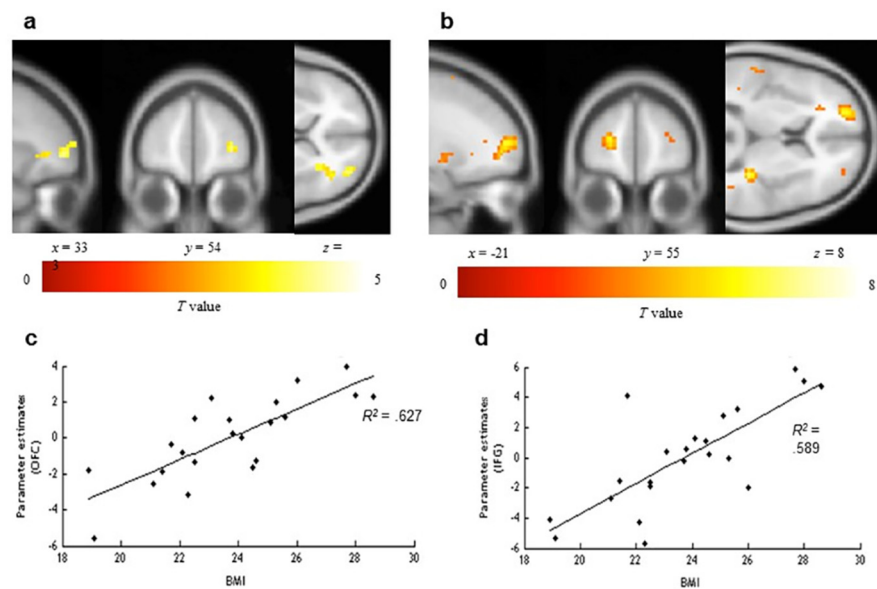 a
x = 33 y = 54 z =
3
0 5
T value
b
x = -21 y = 55 z = 8
0 8
T value
c
Parameter estimates
(OFC)
4
2
0
-2
-4
-6
18 20 22 24 26 28 30
BMI
R² = .627
d
Parameter estimates
(IFG)
6
4
2
0
-2
-4
-6
18 20 22 24 26 28 30
BMI
R² =
.589